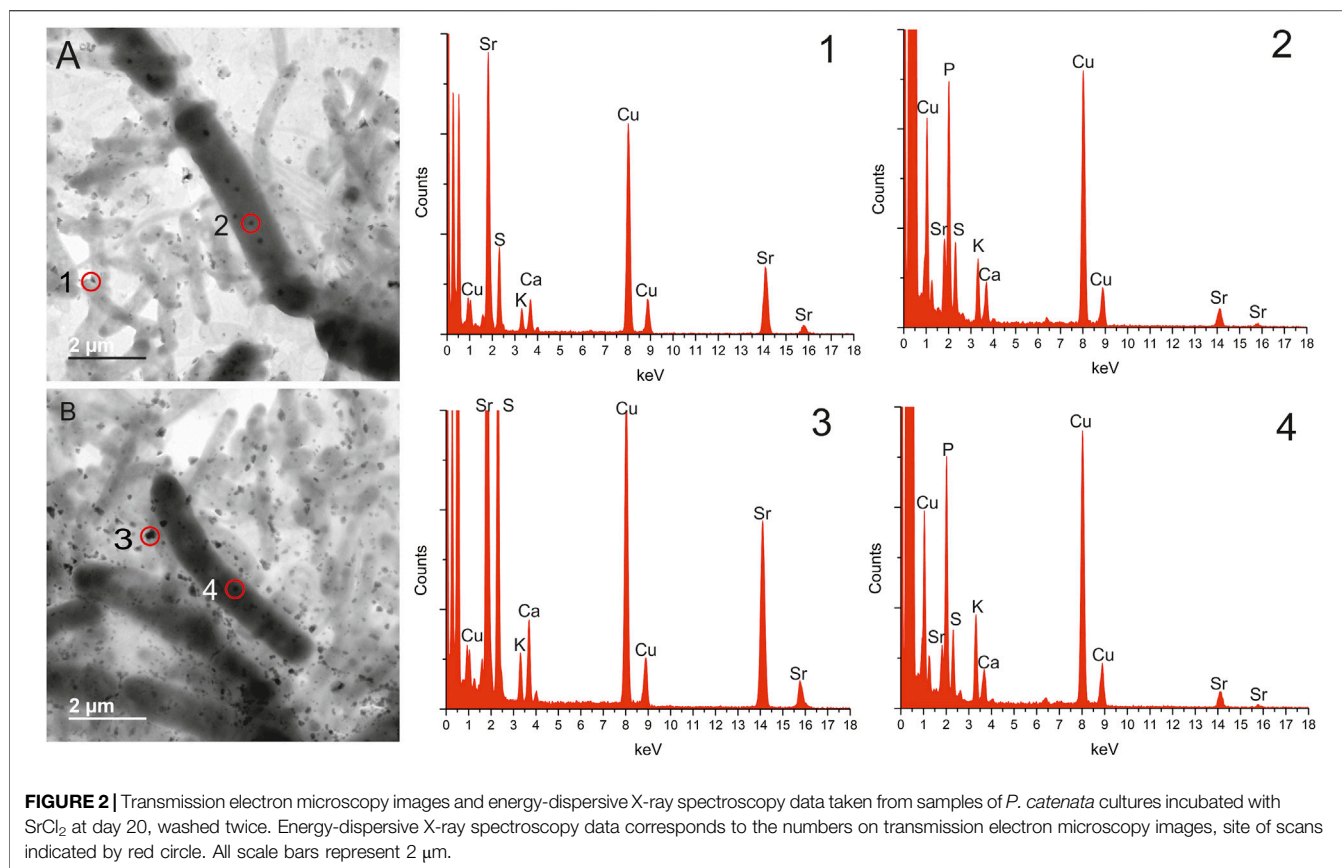 A
1
2
2 μm
B
3
4
2 μm
1
Counts
Sr
Cu
S
Cu
K
Ca
Cu
Sr
Sr
0 1 2 3 4 5 6 7 8 9 10 11 12 13 14 15 16 17 18
keV
2
Counts
P
Cu
Cu
Sr
S
K
Ca
Cu
Sr
Sr
0 1 2 3 4 5 6 7 8 9 10 11 12 13 14 15 16 17 18
keV
3
Counts
Sr S
Cu
Sr
Cu
Ca
K
Cu
Sr
0 1 2 3 4 5 6 7 8 9 10 11 12 13 14 15 16 17 18
keV
4
Counts
Cu
P
Cu
Sr
S
K
Ca
Cu
Sr
Sr
0 1 2 3 4 5 6 7 8 9 10 11 12 13 14 15 16 17 18
keV
FIGURE 2 | Transmission electron microscopy images and energy-dispersive X-ray spectroscopy data taken from samples of P. catenata cultures incubated with
SrCl₂ at day 20, washed twice. Energy-dispersive X-ray spectroscopy data corresponds to the numbers on transmission electron microscopy images, site of scans
indicated by red circle. All scale bars represent 2 μm.